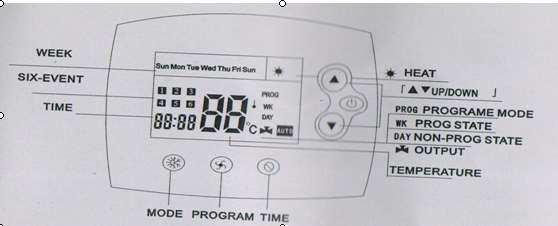 WEEK
SIX-EVENT
TIME
Sun Mon Tue Wed Thu Fri Sun
1 2 3
4 5 6
88:88
88
°C
PROG
WK
DAY
AUTO
HEAT
「▲▼UP/DOWN 」
PROG PROGRAME MODE
WK PROG STATE
DAY NON-PROG STATE
OUTPUT
TEMPERATURE
MODE PROGRAM TIME